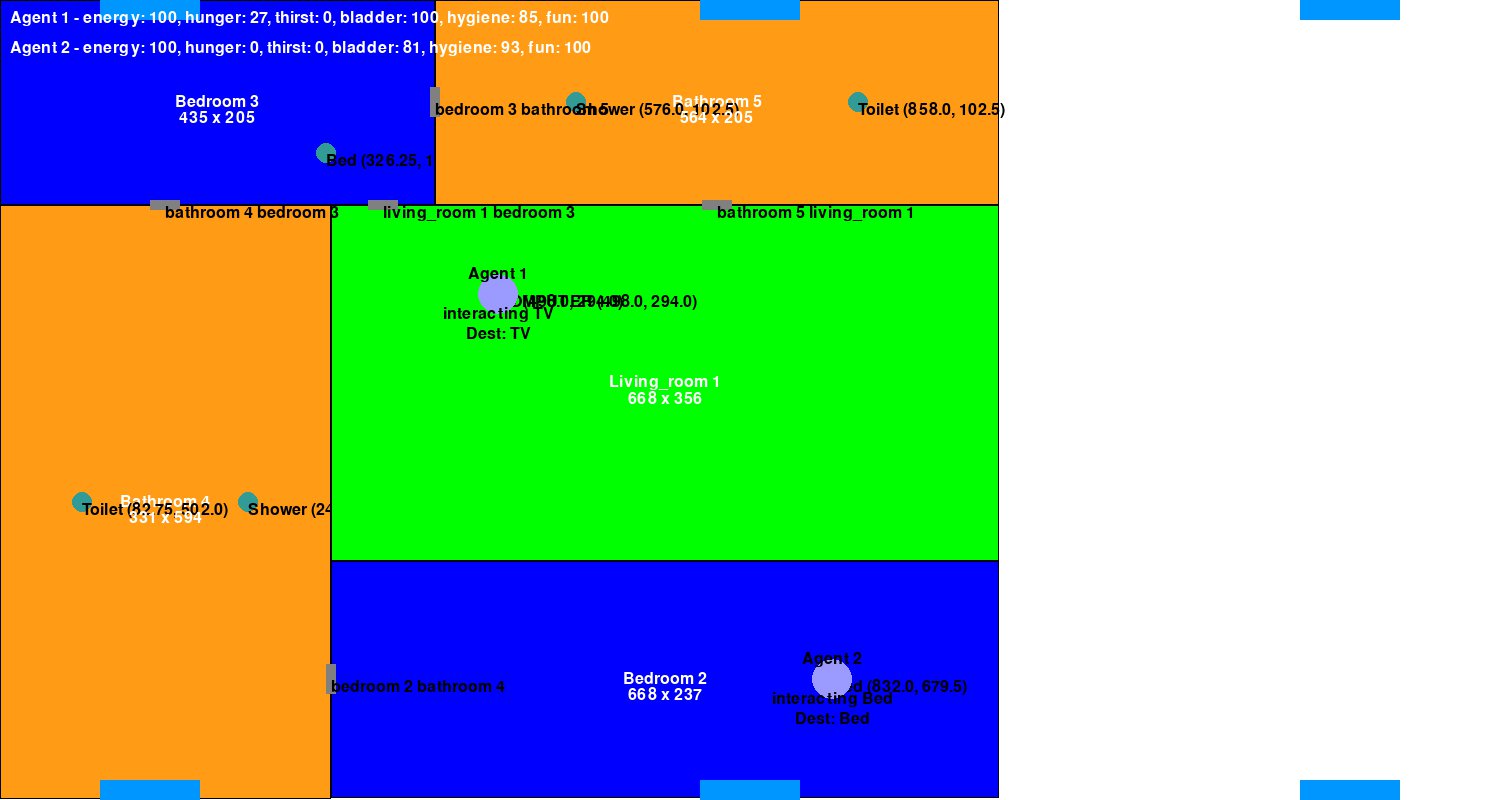 Agent 1 - energy: 100, hunger: 27, thirst: 0, bladder: 100, hygiene: 85, fun: 100
Agent 2 - energy: 100, hunger: 0, thirst: 0, bladder: 81, hygiene: 93, fun: 100
Bedroom 3
435 x 205
bedroom 3 bathroom 5
Shower (576.0, 102.5)
Bathroom 5
564 x 205
Toilet (858.0, 102.5)
Bed (326.25, 1
bathroom 4 bedroom 3
living_room 1 bedroom 3
bathroom 5 living_room 1
Agent 1
(498.0, 294.0)
interacting TV
Dest: TV
Living_room 1
668 x 356
Bathroom 4
331 x 594
Toilet (82.75, 502.0)
Shower (24
Agent 2
bedroom 2 bathroom 4
Bedroom 2
668 x 237
d (832.0, 679.5)
interacting Bed
Dest: Bed